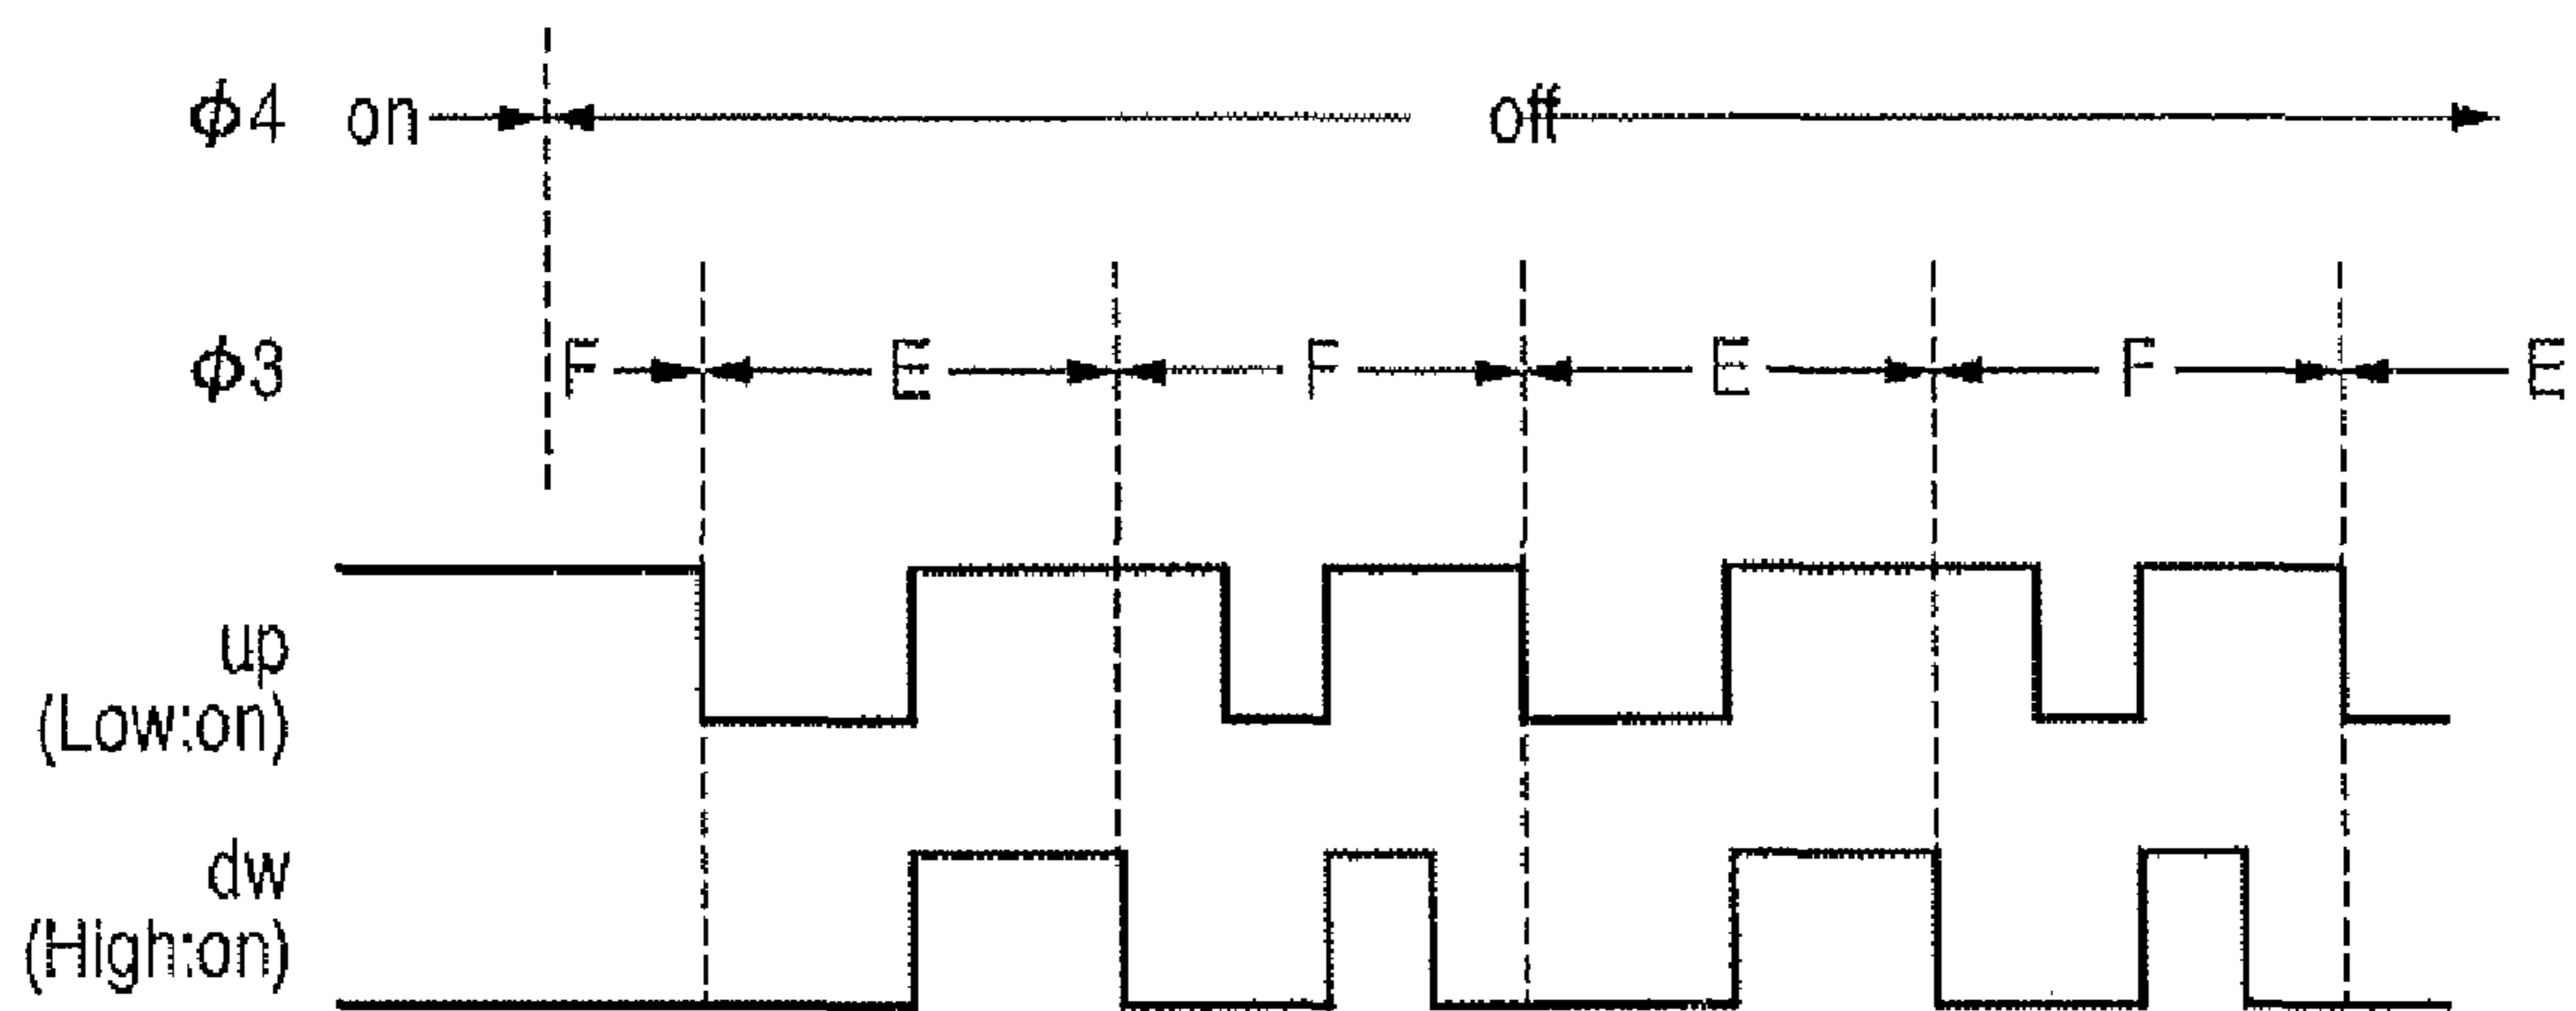 ϕ4 on off
ϕ3 F E F E F E
up
(Low:on)
dw
(High:on)